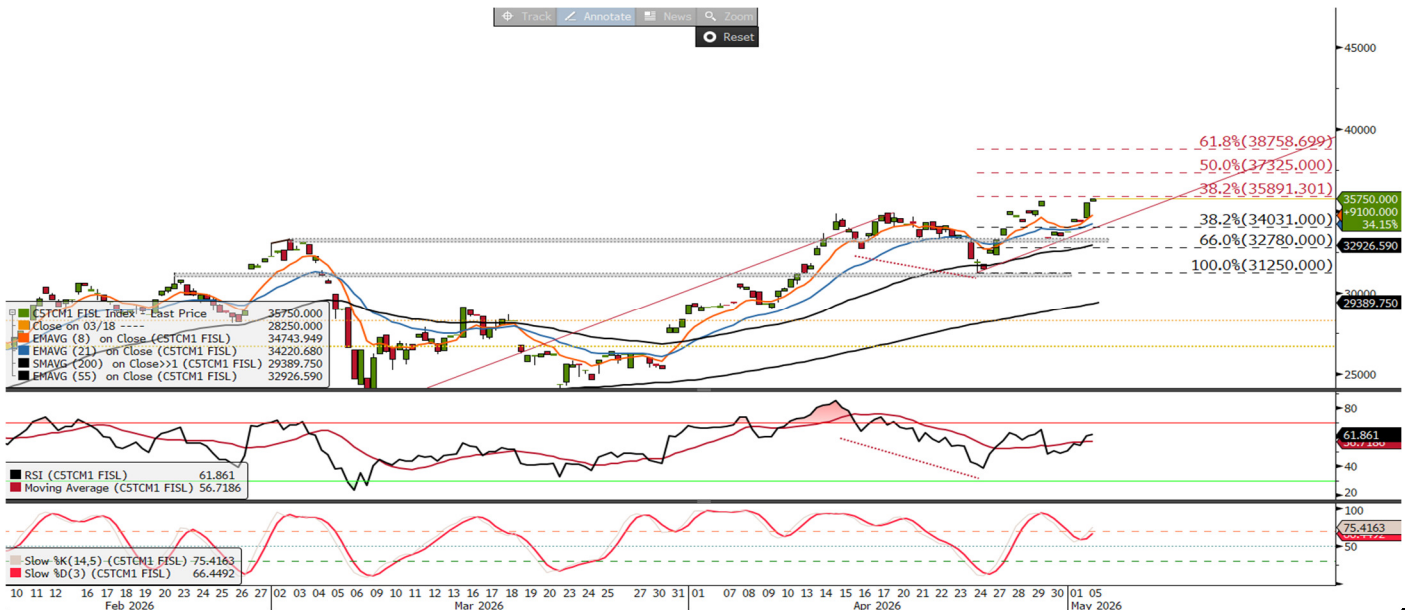 Track Annotate News Zoom
Reset
45000
40000
61.8%(38758.699)
50.0%(37325.000)
38.2%(35891.301)
35750.000
+9100.000
34.15%
38.2%(34031.000)
66.0%(32780.000)
32926.590
100.0%(31250.000)
30000
29389.750
25000
C5TCM1 FISL Index - Last Price 35750.000
Close on 03/18 ---- 28250.000
EMAVG (8) on Close (C5TCM1 FISL) 34743.949
EMAVG (21) on Close (C5TCM1 FISL) 34220.680
SMAVG (200) on Close>>1 (C5TCM1 FISL) 29389.750
EMAVG (55) on Close (C5TCM1 FISL) 32926.590
80
61.861
56.7186
40
20
RSI (C5TCM1 FISL) 61.861
Moving Average (C5TCM1 FISL) 56.7186
100
75.4163
66.4492
50
Slow %K(14,5) (C5TCM1 FISL) 75.4163
Slow %D(3) (C5TCM1 FISL) 66.4492
10 11 12 16 17 18 19 20 23 24 25 26 27 02 03 04 05 06 09 10 11 12 13 16 17 18 19 20 23 24 25 27 30 31 01 07 08 09 10 13 14 15 16 17 20 21 22 23 24 27 28 29 30 01 05
Feb 2026 Mar 2026 Apr 2026 May 2026